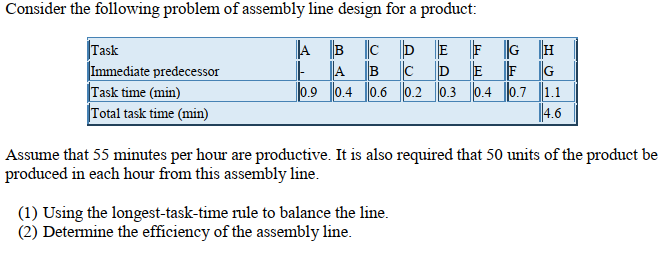 Consider the following problem of assembly line design for a product:
Task A B C D E F G H
Immediate predecessor - A B C D E F G
Task time (min) 0.9 0.4 0.6 0.2 0.3 0.4 0.7 1.1
Total task time (min) 4.6
Assume that 55 minutes per hour are productive. It is also required that 50 units of the product be
produced in each hour from this assembly line.
(1) Using the longest-task-time rule to balance the line.
(2) Determine the efficiency of the assembly line.